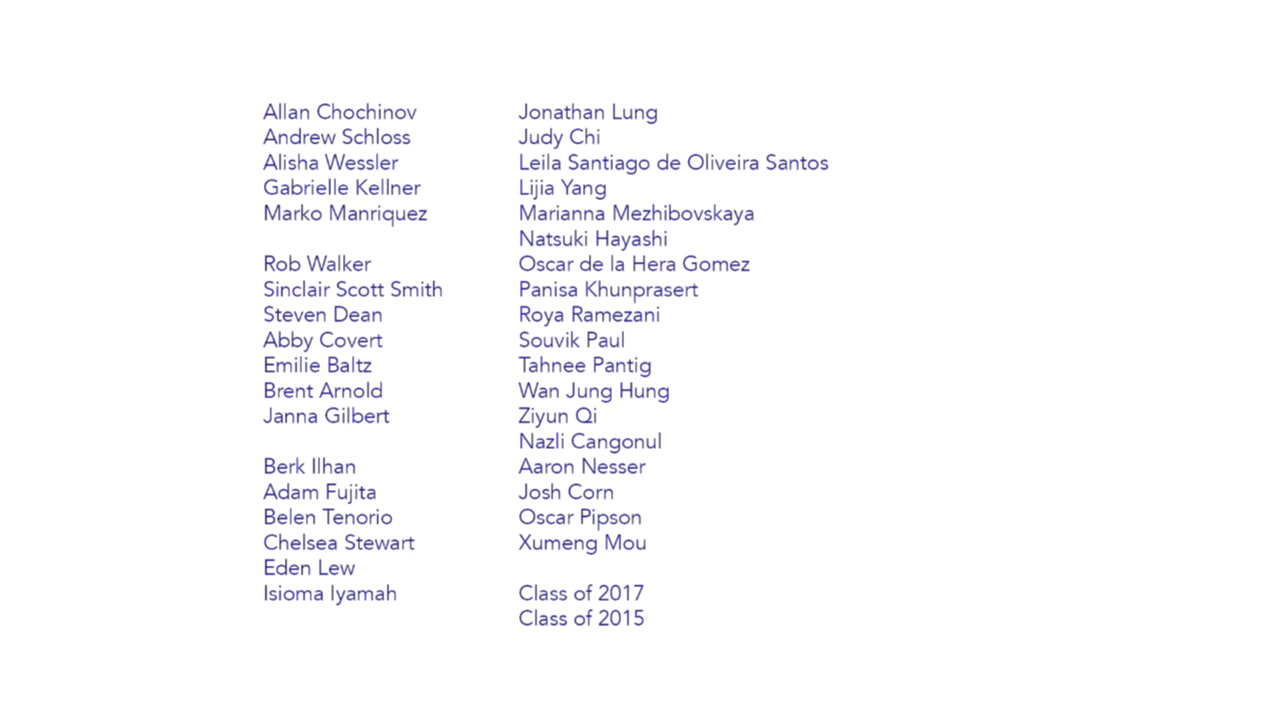 Allan Chochinov
Andrew Schloss
Alisha Wessler
Gabrielle Kellner
Marko Manriquez
Rob Walker
Sinclair Scott Smith
Steven Dean
Abby Covert
Emilie Baltz
Brent Arnold
Janna Gilbert
Berk Ilhan
Adam Fujita
Belen Tenorio
Chelsea Stewart
Eden Lew
Isioma Iyamah
Jonathan Lung
Judy Chi
Leila Santiago de Oliveira Santos
Lijia Yang
Marianna Mezhibovskaya
Natsuki Hayashi
Oscar de la Hera Gomez
Panisa Khunprasert
Roya Ramezani
Souvik Paul
Tahnee Pantig
Wan Jung Hung
Ziyun Qi
Nazli Cangonul
Aaron Nesser
Josh Corn
Oscar Pipson
Xumeng Mou
Class of 2017
Class of 2015